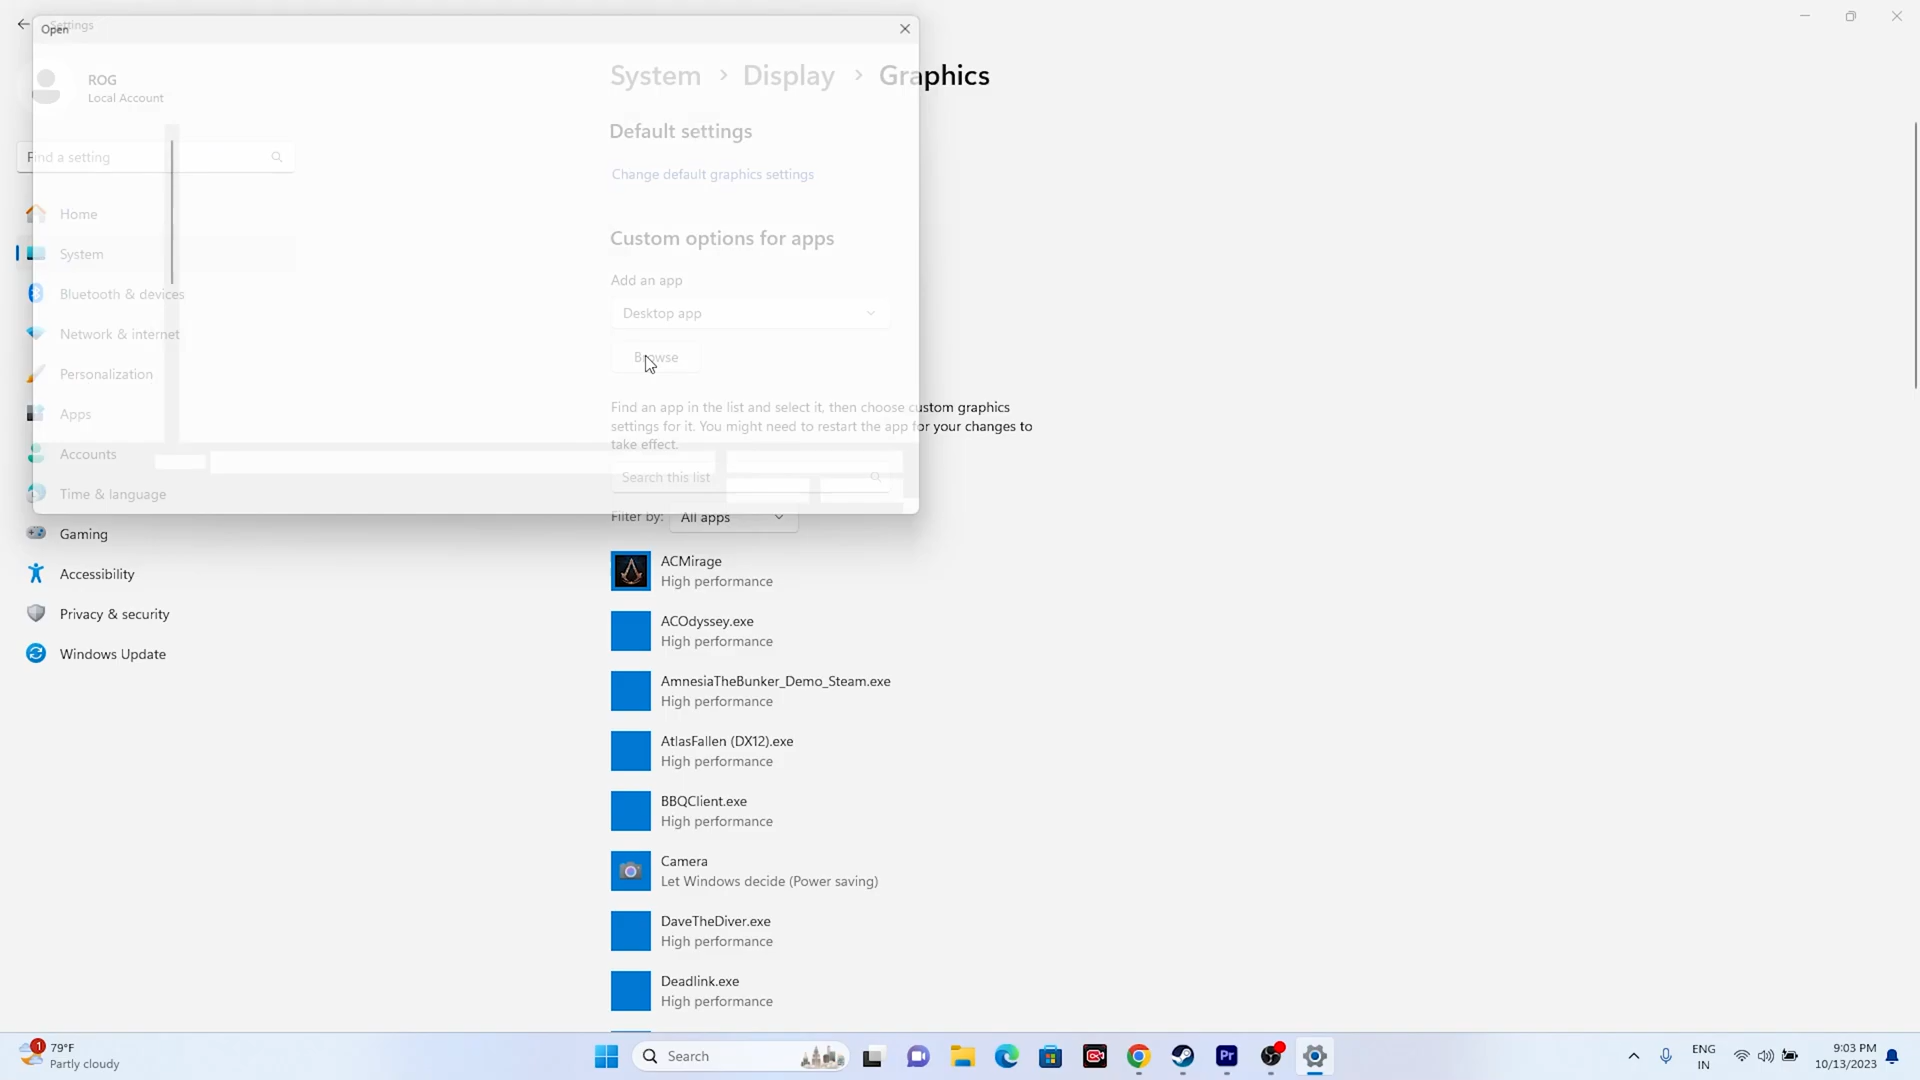 Settings
Open
ROG
Local Account
Find a setting
Home
System
Bluetooth & devices
Network & internet
Personalization
Apps
Accounts
Time & language
Gaming
Accessibility
Privacy & security
Windows Update
System > Display > Graphics
Default settings
Change default graphics settings
Custom options for apps
Add an app
Desktop app
Browse
Find an app in the list and select it, then choose custom graphics
settings for it. You might need to restart the app for your changes to
take effect.
Search this list
Filter by: All apps
ACMirage
High performance
ACOdyssey.exe
High performance
AmnesiaTheBunker_Demo_Steam.exe
High performance
AtlasFallen (DX12).exe
High performance
BBQClient.exe
High performance
Camera
Let Windows decide (Power saving)
DaveTheDiver.exe
High performance
Deadlink.exe
High performance
1
79°F
Partly cloudy
Search
Pr
ENG
IN
9:03 PM
10/13/2023